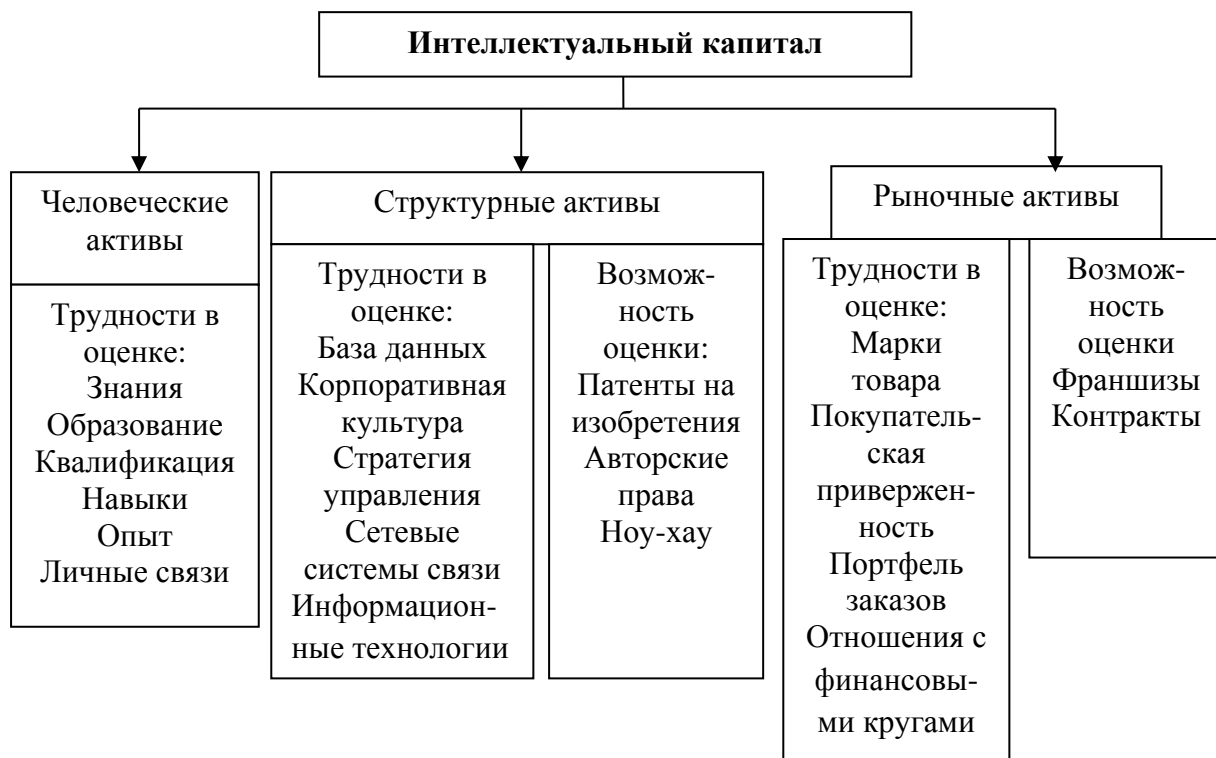 Интеллектуальный капитал
Человеческие
активы
Трудности в
оценке:
Знания
Образование
Квалификация
Навыки
Опыт
Личные связи
Структурные активы
Трудности в
оценке:
База данных
Корпоративная
культура
Стратегия
управления
Сетевые
системы связи
Информацион-
ные технологии
Возмож-
ность
оценки:
Патенты на
изобретения
Авторские
права
Ноу-хау
Рыночные активы
Трудности в
оценке:
Марки
товара
Покупатель-
ская
привержен-
ность
Портфель
заказов
Отношения с
финансовы-
ми кругами
Возмож-
ность
оценки
Франшизы
Контракты